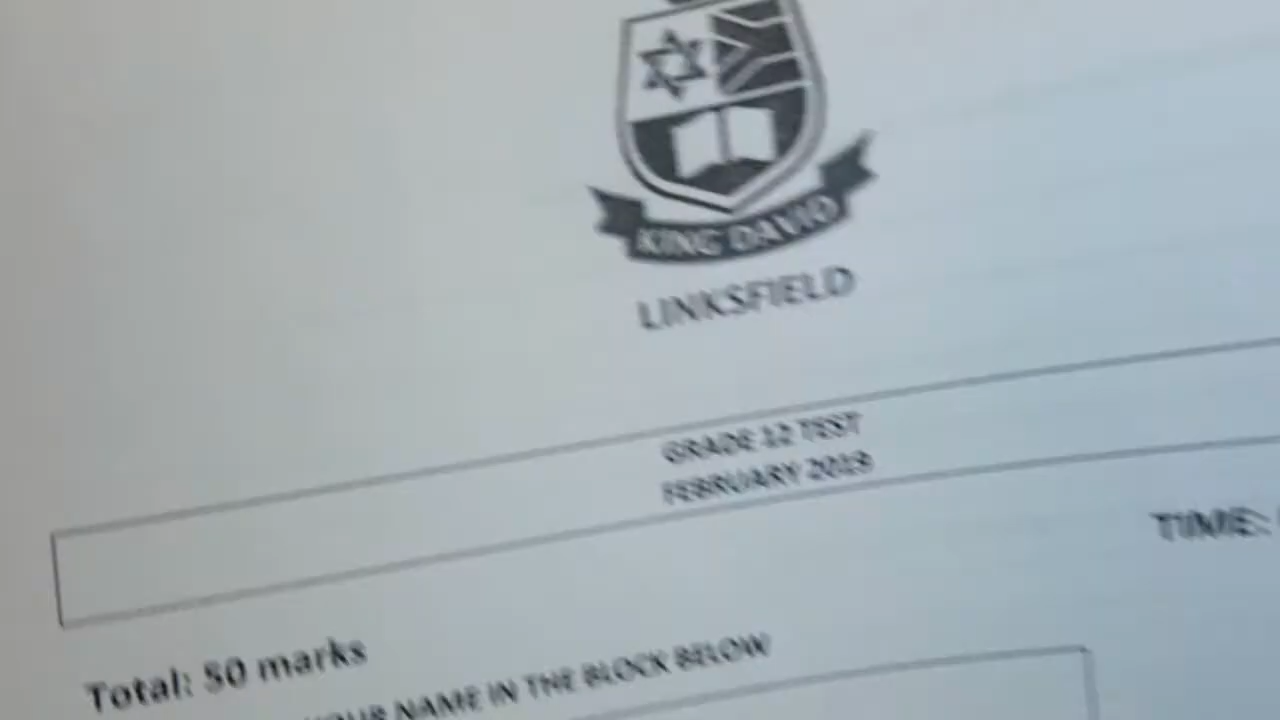 KING DAVID
LINKSFIELD
GRADE 12 TEST
FEBRUARY 2019
TIME:
Total: 50 marks
YOUR NAME IN THE BLOCK BELOW